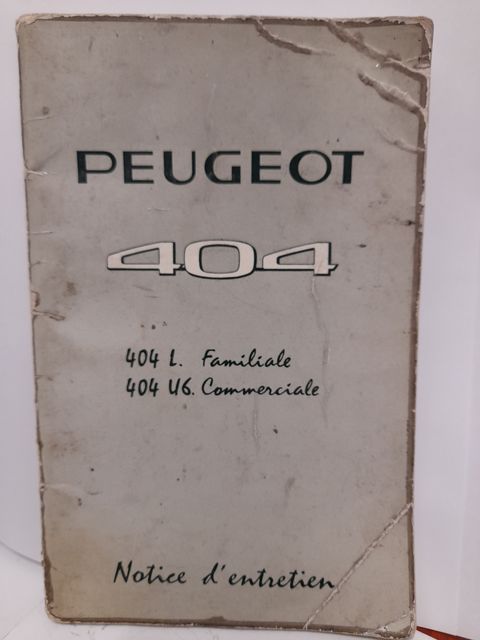 PEUGEOT
404
404 L. Familiale
404 U6. Commerciale
Notice d'entretien